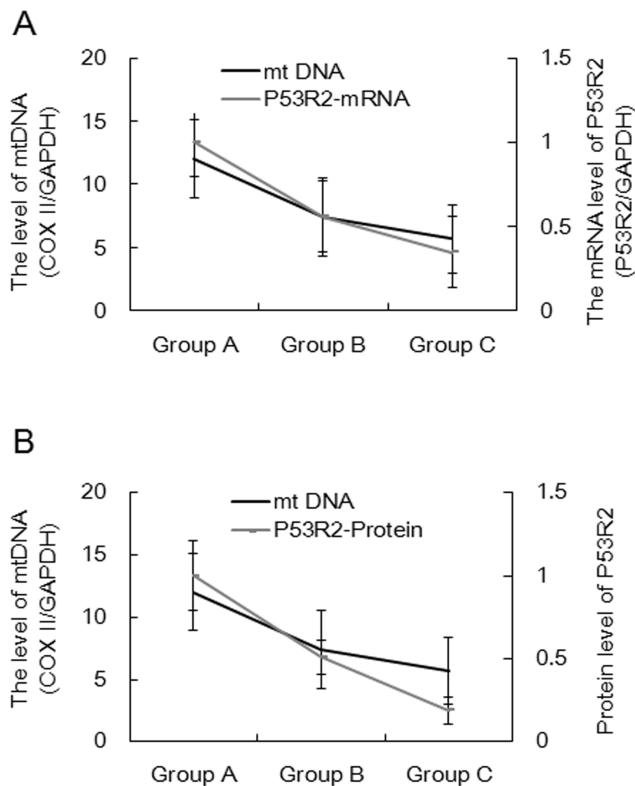 A
The level of mtDNA
(COX II/GAPDH)
20
15
10
5
0
mt DNA
P53R2-mRNA
1.5
1
0.5
0
The mRNA level of P53R2
(P53R2/GAPDH)
Group A
Group B
Group C
B
The level of mtDNA
(COX II/GAPDH)
20
15
10
5
0
mt DNA
P53R2-Protein
1.5
1
0.5
0
Protein level of P53R2
Group A
Group B
Group C